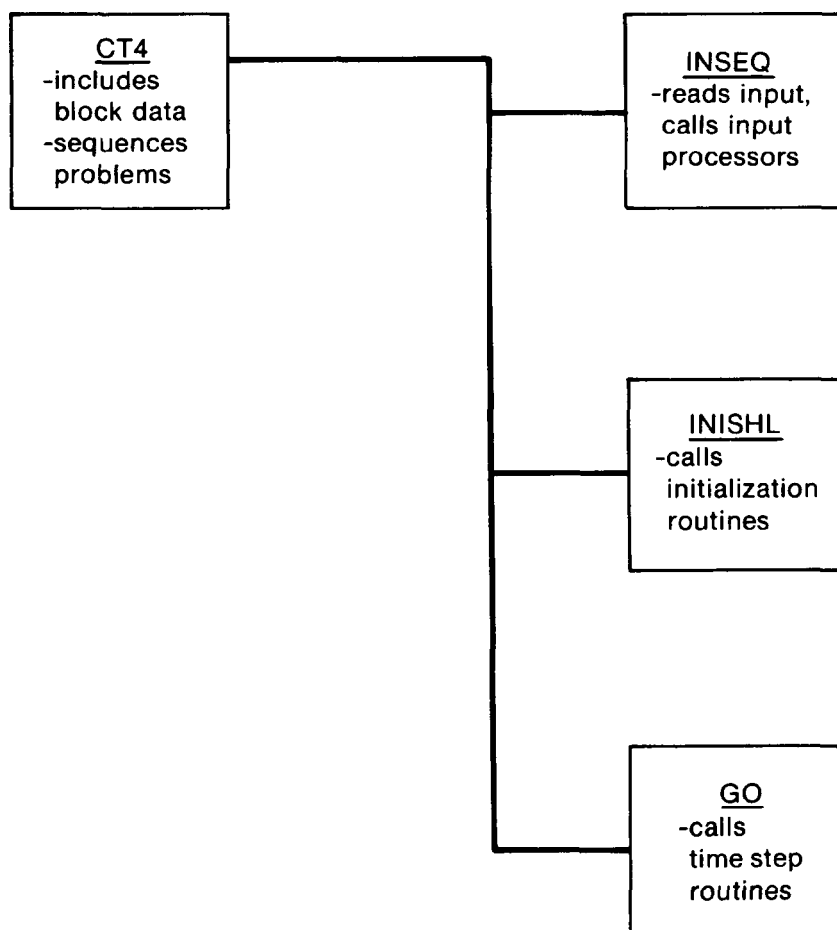 CT4
-includes
block data
-sequences
problems
INSEQ
-reads input,
calls input
processors
INISHL
-calls
initialization
routines
GO
-calls
time step
routines